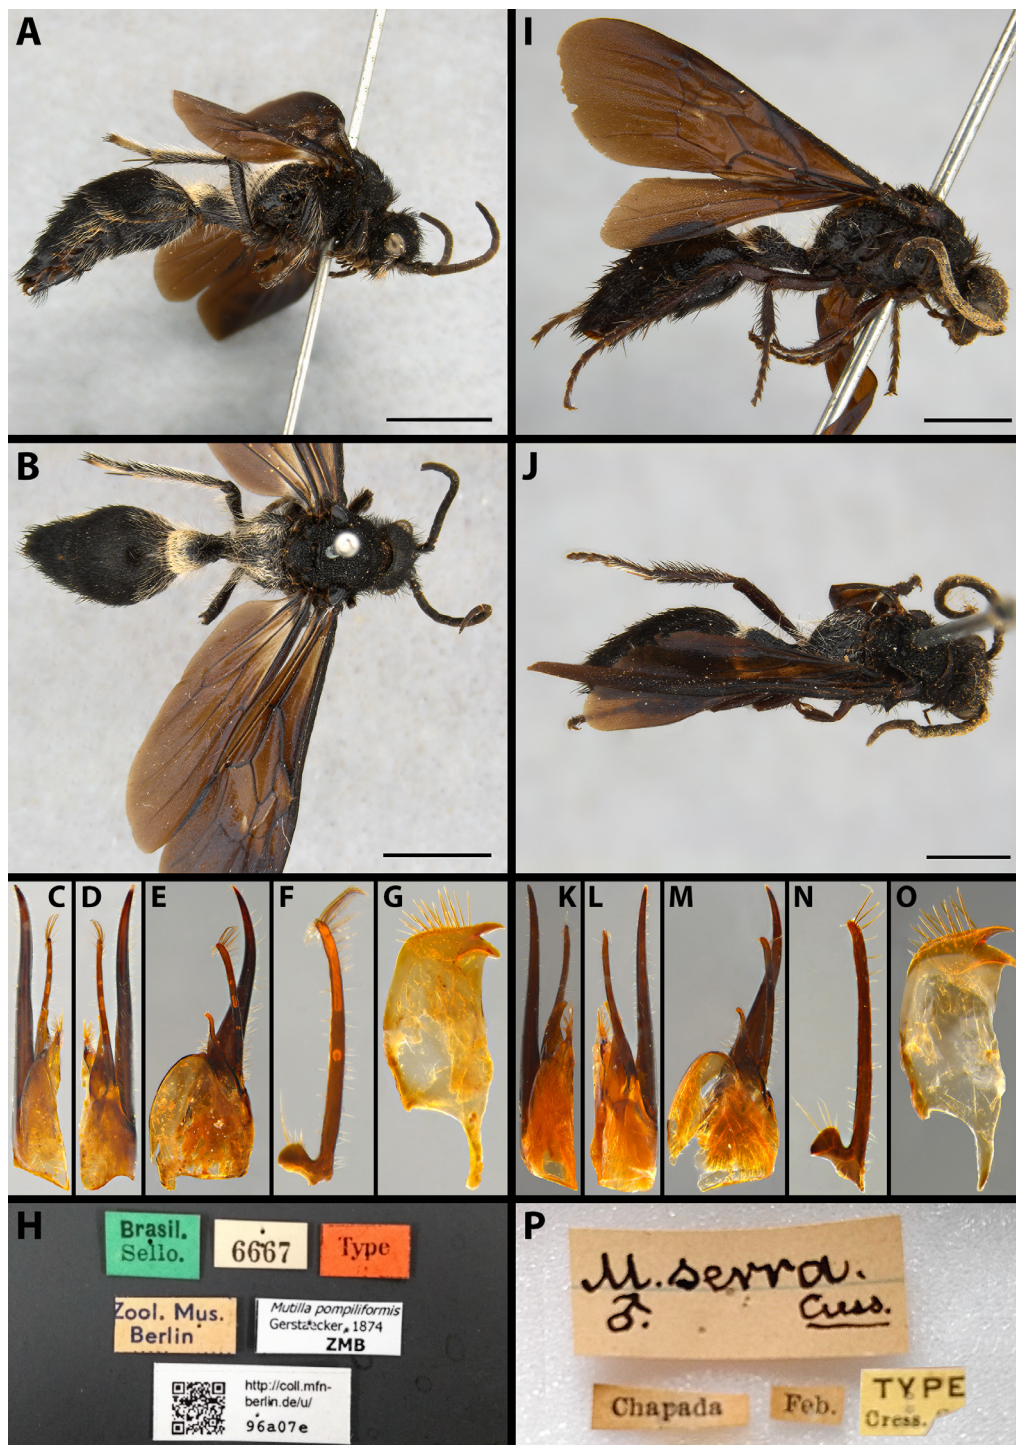 A
I
B
J
C
D
E
F
G
K
L
M
N
O
H
Brasil.
Sello.
6667
Type
Zool. Mus.
Berlin
Mutilla pompiliformis
Gerstaecker, 1874
ZMB
http://coll.mfn-
berlin.de/u/
96a07e
P
M. serra.
♂. Cress.
Chapada
Feb.
TYPE
Cress.